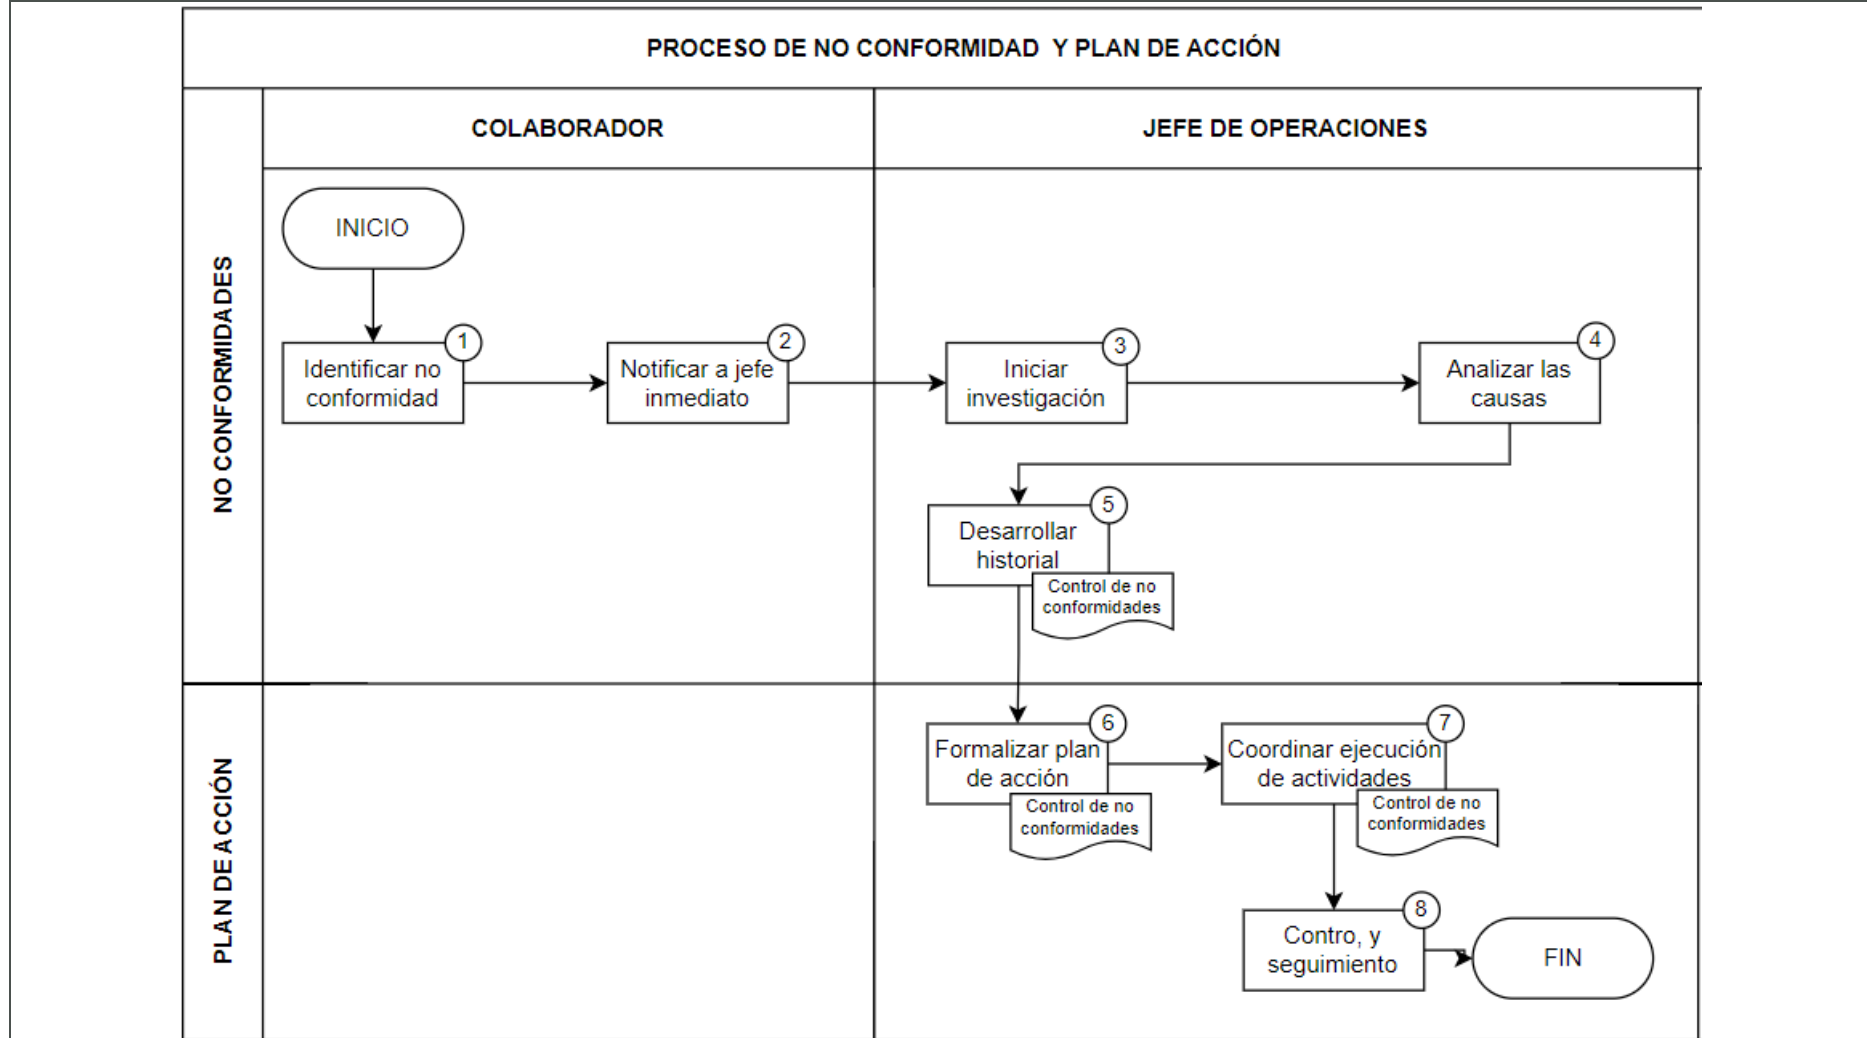 PROCESO DE NO CONFORMIDAD Y PLAN DE ACCIÓN
COLABORADOR
JEFE DE OPERACIONES
NO CONFORMIDADES
INICIO
1
Identificar no
conformidad
2
Notificar a jefe
inmediato
3
Iniciar
investigación
4
Analizar las
causas
5
Desarrollar
historial
Control de no
conformidades
PLAN DE ACCIÓN
6
Formalizar plan
de acción
Control de no
conformidades
7
Coordinar ejecución
de actividades
Control de no
conformidades
8
Contro, y
seguimiento
FIN